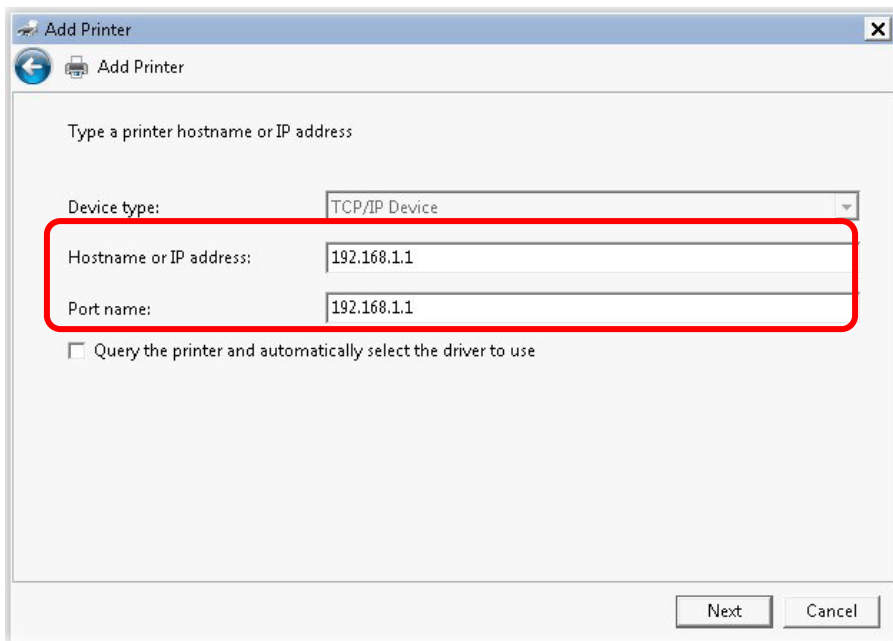 Add Printer
Add Printer
Type a printer hostname or IP address
Device type: TCP/IP Device
Hostname or IP address: 192.168.1.1
Port name: 192.168.1.1
Query the printer and automatically select the driver to use
Next Cancel